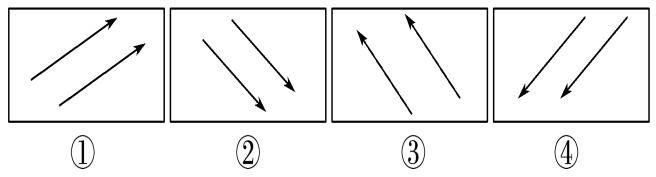 ① ② ③ ④